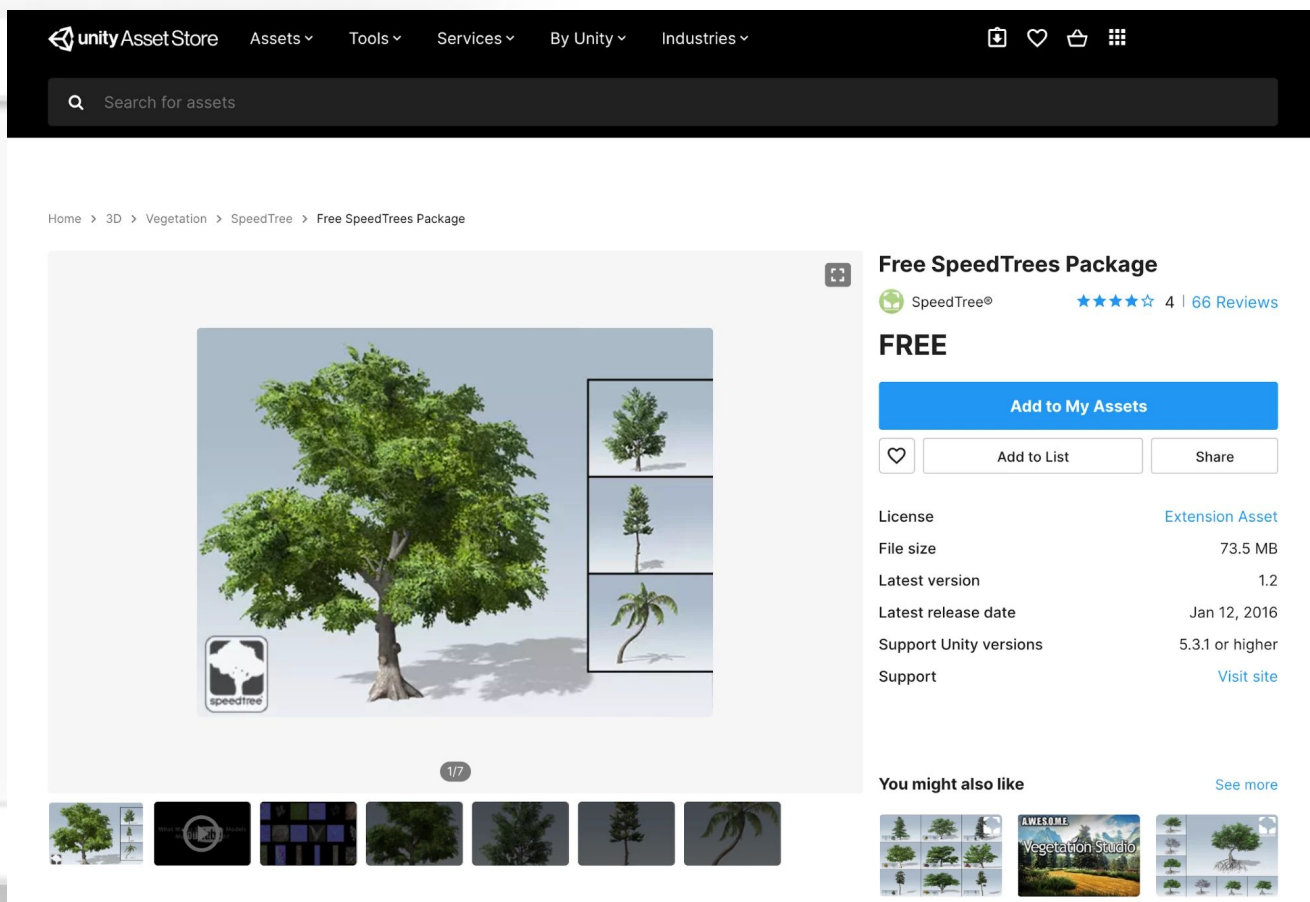 unity Asset Store Assets Tools Services By Unity Industries
Search for assets
Home > 3D > Vegetation > SpeedTree > Free SpeedTrees Package
Free SpeedTrees Package
SpeedTree® 4 | 66 Reviews
FREE
Add to My Assets
Add to List Share
License Extension Asset
File size 73.5 MB
Latest version 1.2
Latest release date Jan 12, 2016
Support Unity versions 5.3.1 or higher
Support Visit site
speedtree
1/7
You might also like See more
AWESOME
Vegetation Studio